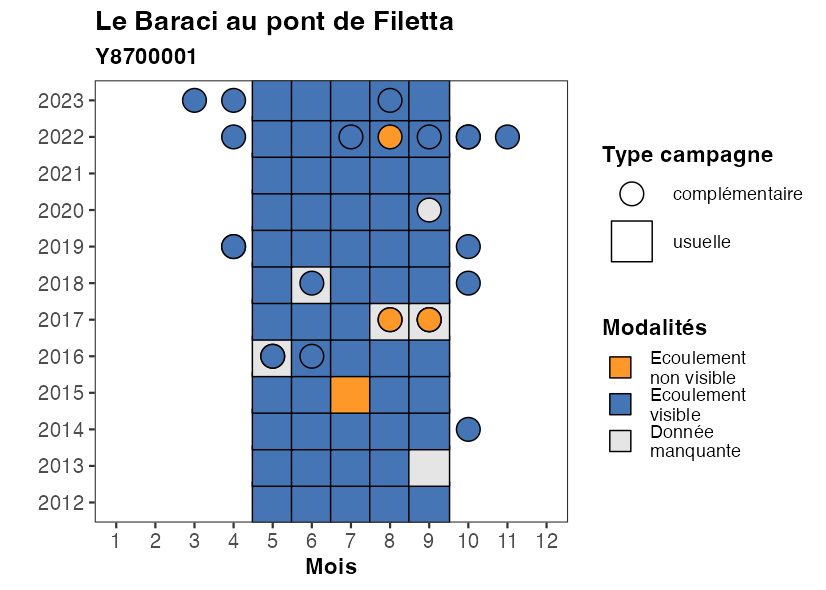 Le Baraci au pont de Filetta
Y8700001
2023
2022
2021
2020
2019
2018
2017
2016
2015
2014
2013
2012
1 2 3 4 5 6 7 8 9 10 11 12
Mois
Type campagne
complémentaire
usuelle
Modalités
Ecoulement
non visible
Ecoulement
visible
Donnée
manquante